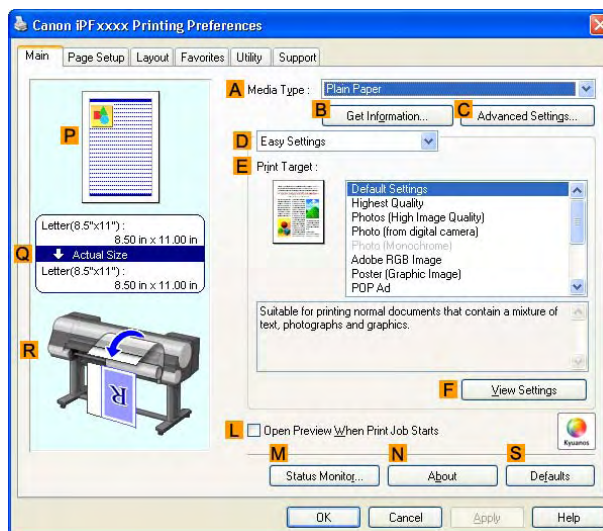 Canon iPFxxxx Printing Preferences
Main Page Setup Layout Favorites Utility Support
A Media Type : Plain Paper
B Get Information... C Advanced Settings...
D Easy Settings
E Print Target :
Default Settings
Highest Quality
Photos (High Image Quality)
Photo (from digital camera)
Photo (Monochrome)
Adobe RGB Image
Poster (Graphic Image)
POP Ad
Suitable for printing normal documents that contain a mixture of
text, photographs and graphics.
F View Settings
P
Letter(8.5"x11") :
8.50 in x 11.00 in
Q Actual Size
Letter(8.5"x11") :
8.50 in x 11.00 in
R
R
L Open Preview When Print Job Starts
Kyuanos
M Status Monitor... N About S Defaults
OK Cancel Apply Help